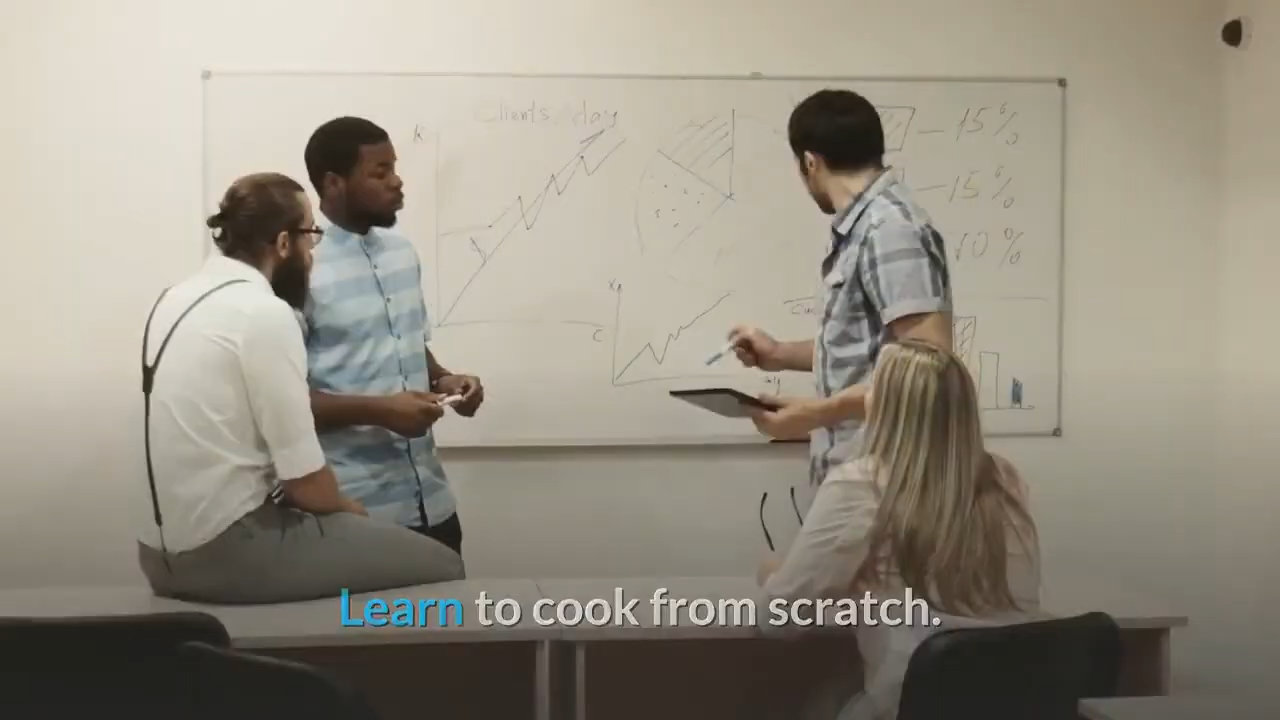 Clients, day
K
— 15%
— 15%
10%
C
Learn to cook from scratch.